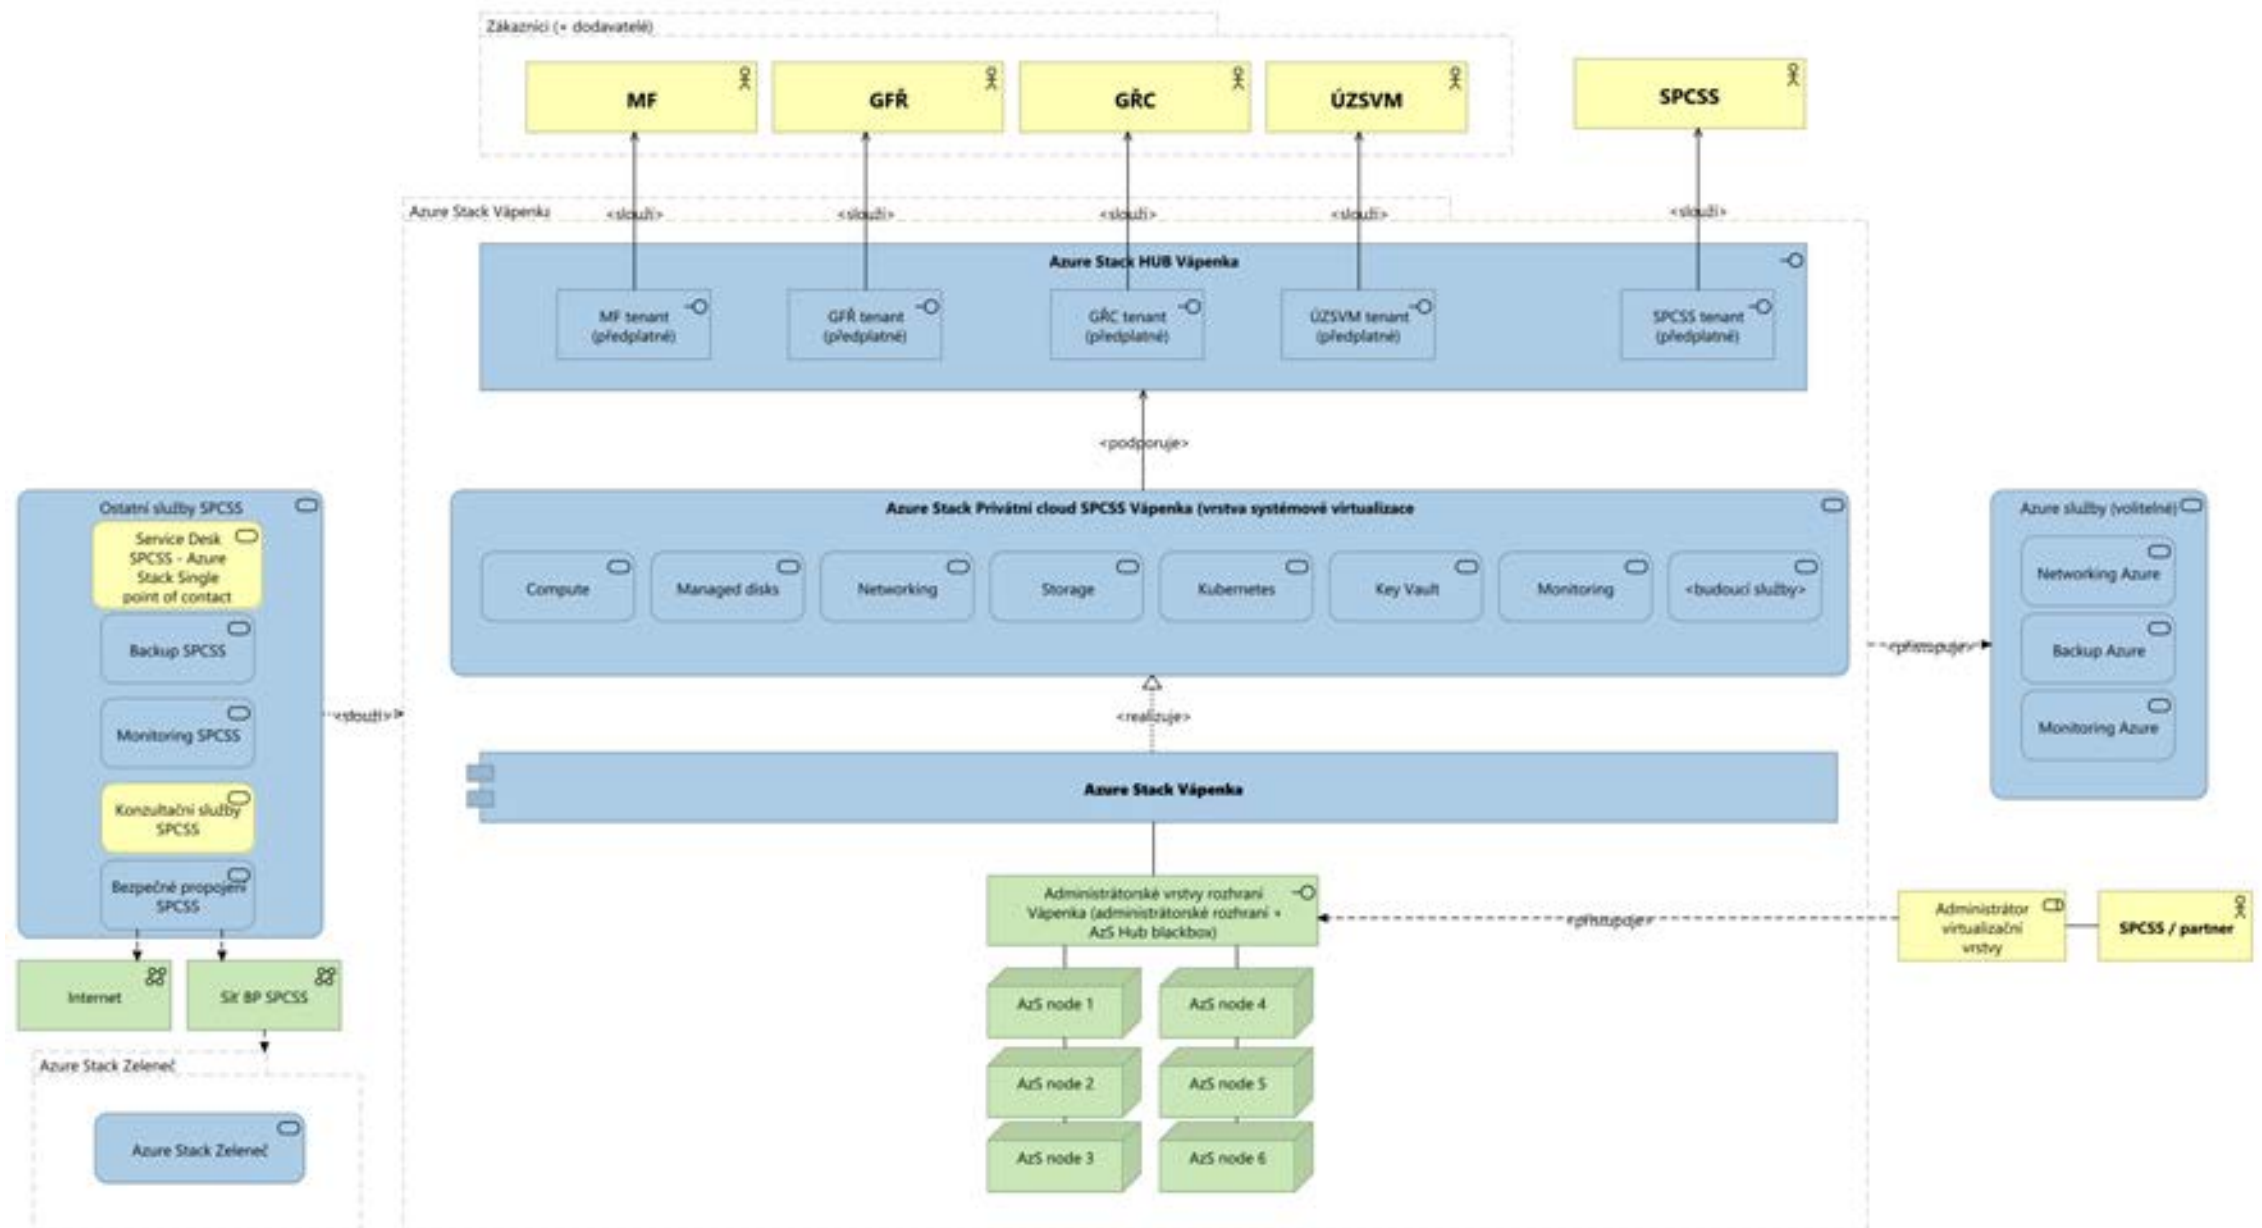 Zákazníci (+ dodavatelé)
MF
GFŘ
GŘC
ÚZSVM
SPCSS
Azure Stack Vápenka
<slouží>
<slouží>
<slouží>
<slouží>
<slouží>
Azure Stack HUB Vápenka
MF tenant
(předplatné)
GFŘ tenant
(předplatné)
GŘC tenant
(předplatné)
ÚZSVM tenant
(předplatné)
SPCSS tenant
(předplatné)
<podporuje>
Ostatní služby SPCSS
Service Desk
SPCSS - Azure
Stack Single
point of contact
Backup SPCSS
Monitoring SPCSS
Konzultační služby
SPCSS
Bezpečné propojení
SPCSS
<slouží>
Azure Stack Privátní cloud SPCSS Vápenka (vrstva systémové virtualizace
Compute
Managed disks
Networking
Storage
Kubernetes
Key Vault
Monitoring
<budoucí služby>
<přistupuje>
Azure služby (volitelné)
Networking Azure
Backup Azure
Monitoring Azure
<realizuje>
Azure Stack Vápenka
Administrátorské vrstvy rozhraní
Vápenka (administrátorské rozhraní +
AzS Hub blackbox)
<přistupuje>
Administrátor
virtualizační
vrstvy
SPCSS / partner
AzS node 1
AzS node 4
AzS node 2
AzS node 5
AzS node 3
AzS node 6
Internet
Síť BP SPCSS
Azure Stack Zeleneč
Azure Stack Zeleneč